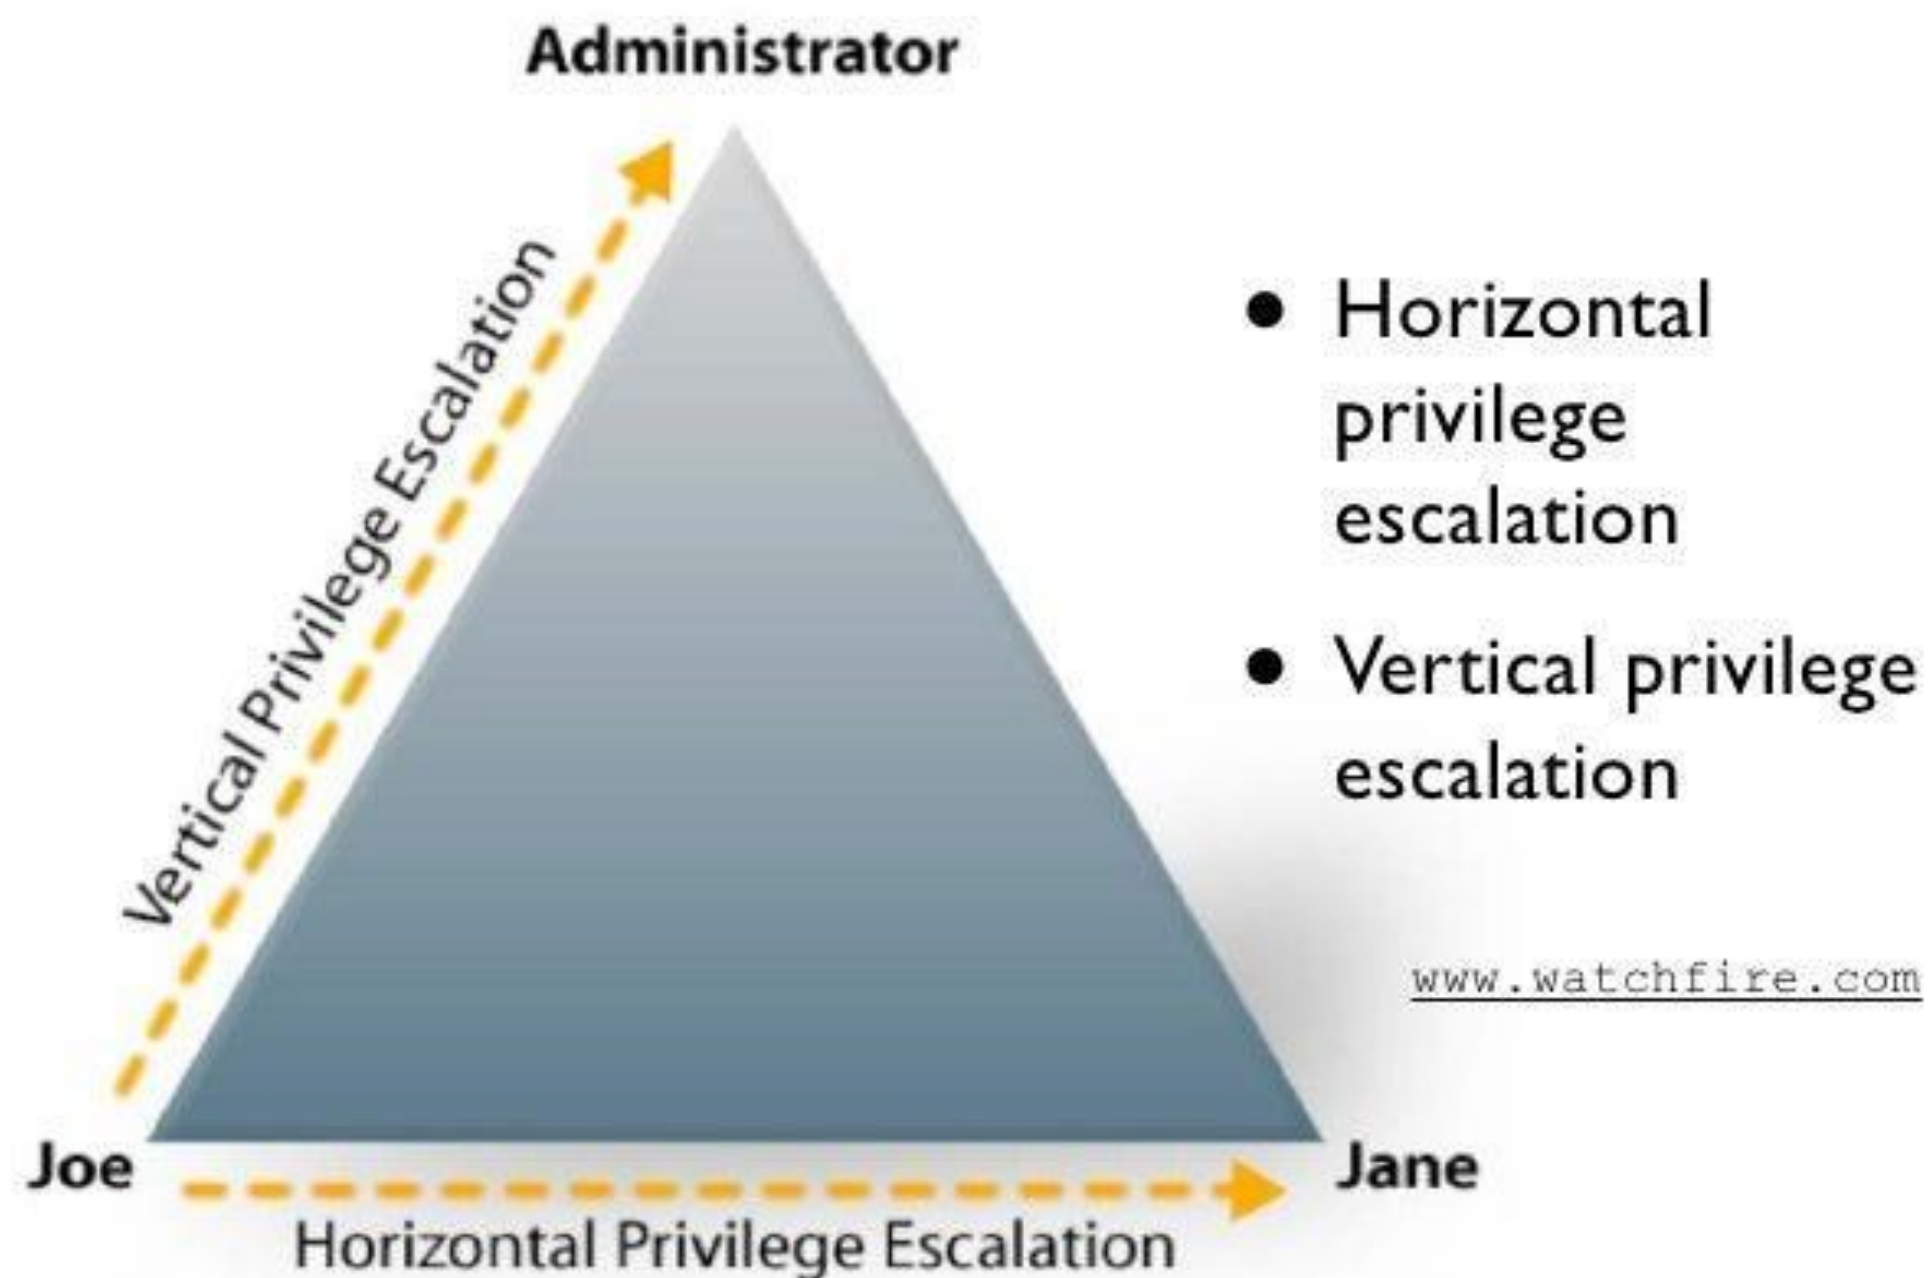 Administrator
Vertical Privilege Escalation
Joe
Jane
Horizontal Privilege Escalation
• Horizontal
privilege
escalation
• Vertical privilege
escalation
www.watchfire.com